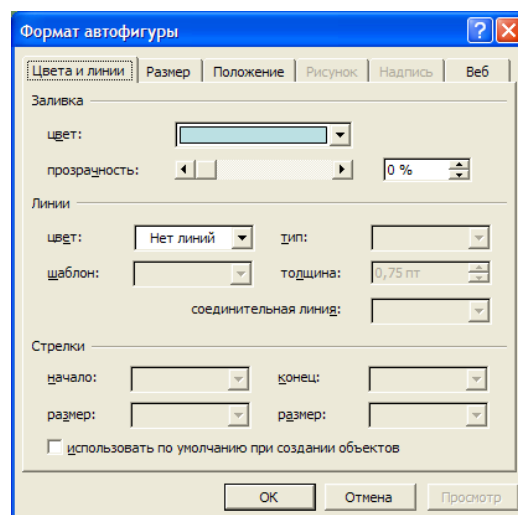 Формат автофигуры
Цвета и линии Размер Положение Рисунок Надпись Веб
Заливка
цвет:
прозрачность: 0 %
Линии
цвет: Нет линий тип:
шаблон: толщина: 0,75 пт
соединительная линия:
Стрелки
начало: конец:
размер: размер:
использовать по умолчанию при создании объектов
ОК Отмена Просмотр